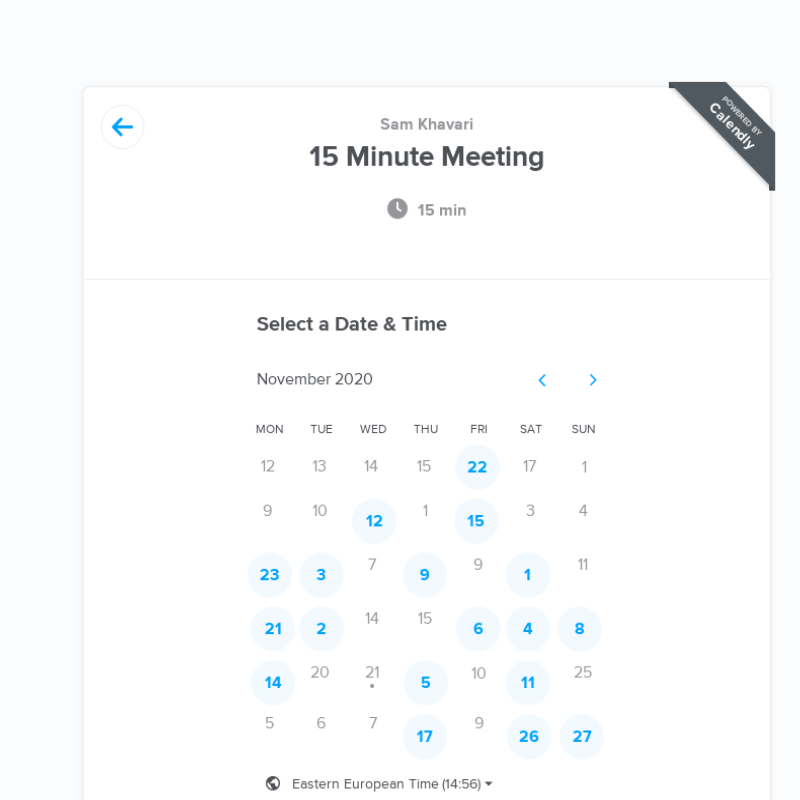 POWERED BY
Calendly
Sam Khavari
15 Minute Meeting
15 min
Select a Date & Time
November 2020
MON TUE WED THU FRI SAT SUN
12 13 14 15 22 17 1
9 10 12 1 15 3 4
23 3 7 9 9 1 11
21 2 14 15 6 4 8
14 20 21 5 10 11 25
5 6 7 17 9 26 27
Eastern European Time (14:56)